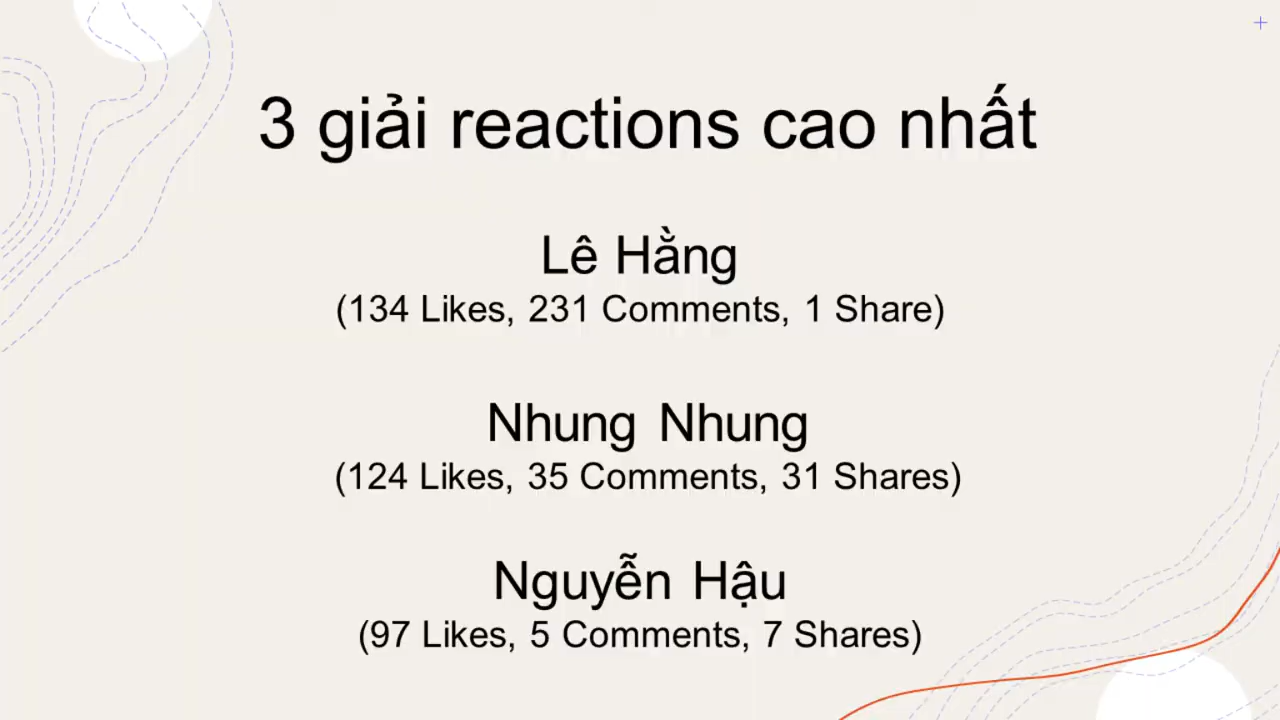 3 giải reactions cao nhất
Lê Hằng
(134 Likes, 231 Comments, 1 Share)
Nhung Nhung
(124 Likes, 35 Comments, 31 Shares)
Nguyễn Hậu
(97 Likes, 5 Comments, 7 Shares)